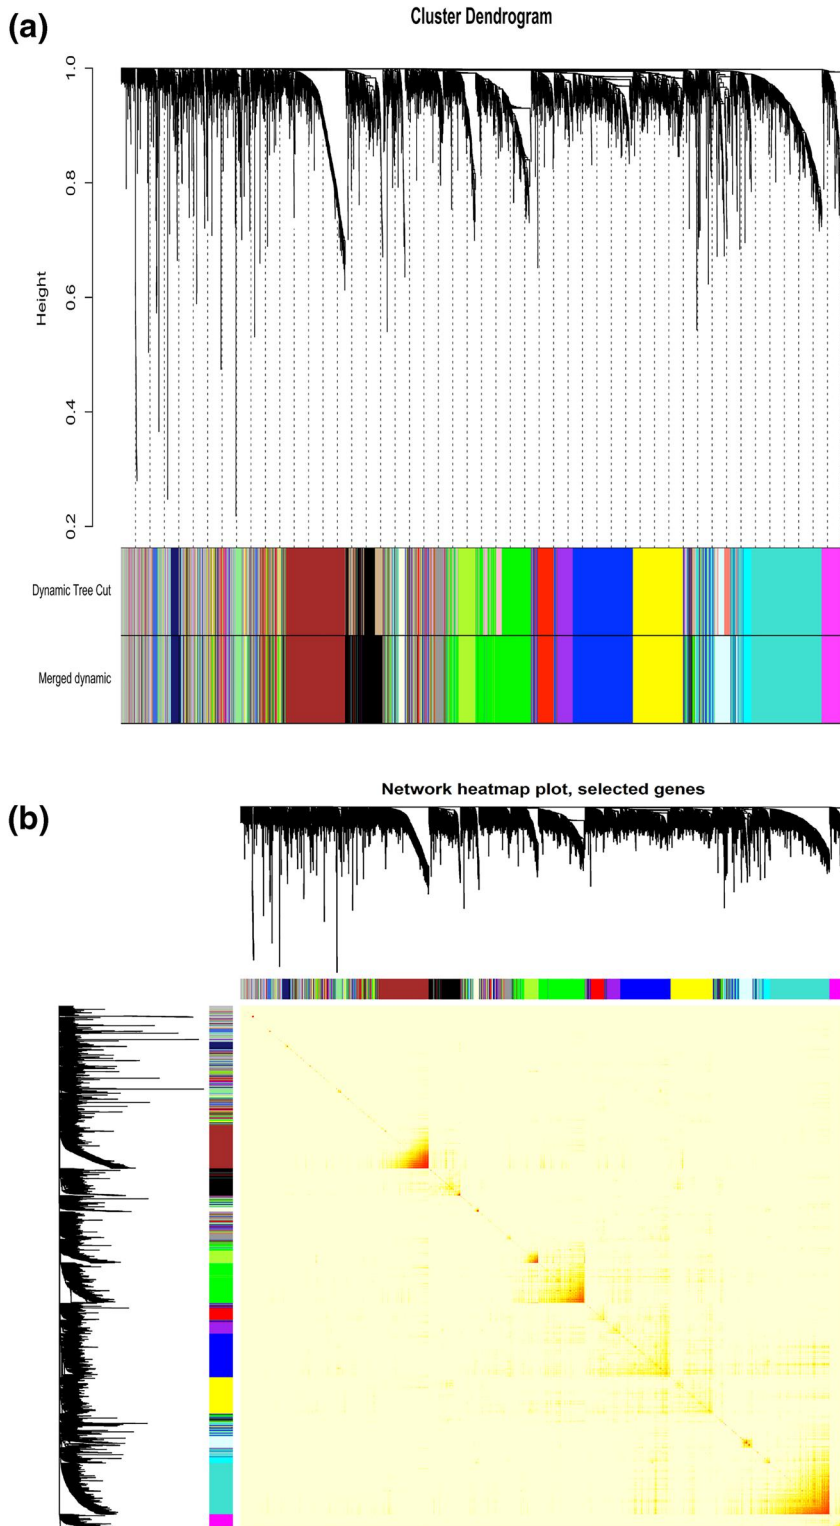 (a)
Cluster Dendrogram
1.0
0.8
0.6
0.4
0.2
Height
Dynamic Tree Cut
Merged dynamic
(b)
Network heatmap plot, selected genes